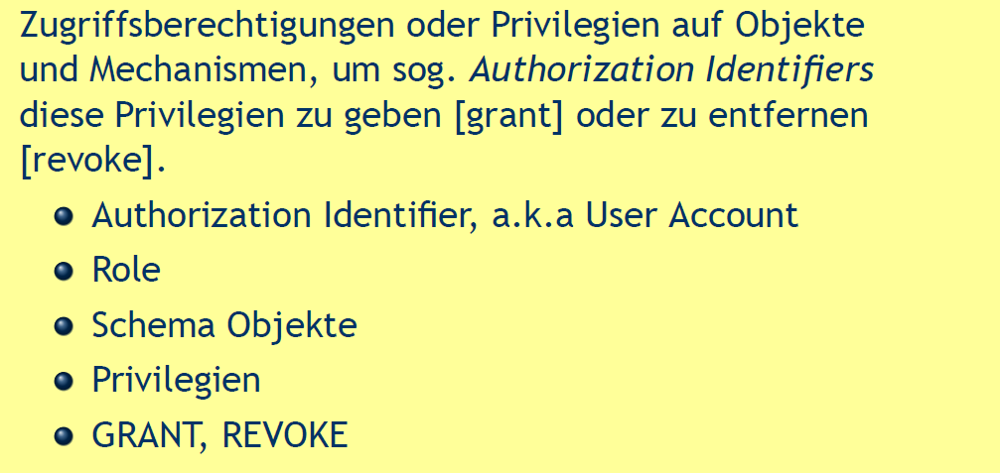 Zugriffsberechtigungen oder Privilegien auf Objekte
und Mechanismen, um sog. Authorization Identifiers
diese Privilegien zu geben [grant] oder zu entfernen
[revoke].
Authorization Identifier, a.k.a User Account
Role
Schema Objekte
Privilegien
GRANT, REVOKE